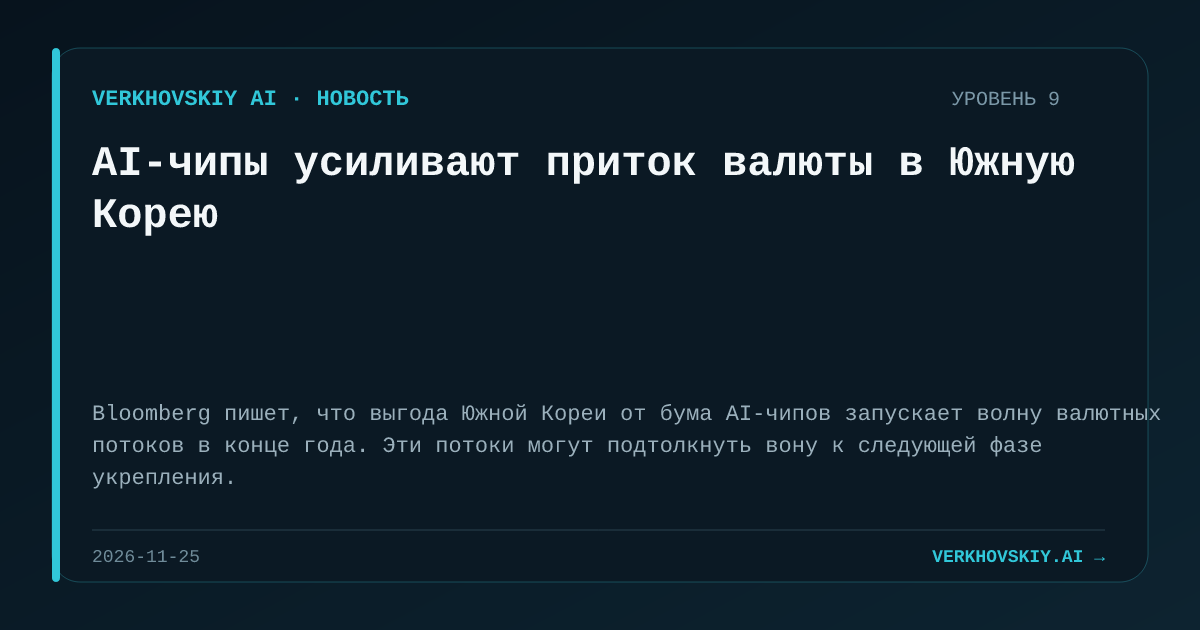 VERKHOVSKIY AI · НОВОСТЬ
УРОВЕНЬ 9
AI-чипы усиливают приток валюты в Южную
Корею
Bloomberg пишет, что выгода Южной Кореи от бума AI-чипов запускает волну валютных
потоков в конце года. Эти потоки могут подтолкнуть вону к следующей фазе
укрепления.
2026-11-25
VERKHOVSKIY.AI →